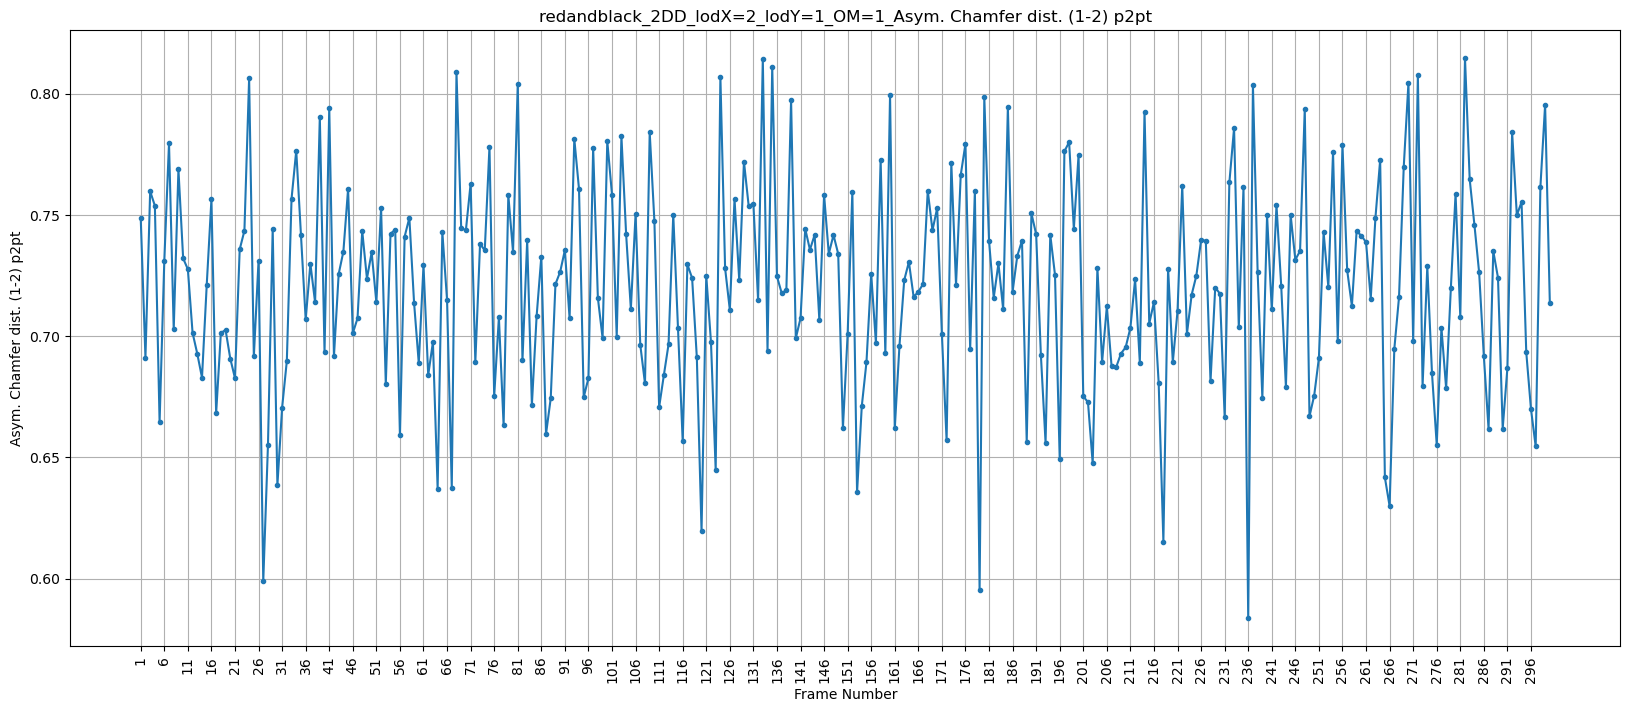 redandblack_2DD_lodX=2_lodY=1_OM=1_Asym. Chamfer dist. (1-2) p2pt
Asym. Chamfer dist. (1-2) p2pt
0.80
0.75
0.70
0.65
0.60
1 6 11 16 21 26 31 36 41 46 51 56 61 66 71 76 81 86 91 96 101 106 111 116 121 126 131 136 141 146 151 156 161 166 171 176 181 186 191 196 201 206 211 216 221 226 231 236 241 246 251 256 261 266 271 276 281 286 291 296
Frame Number